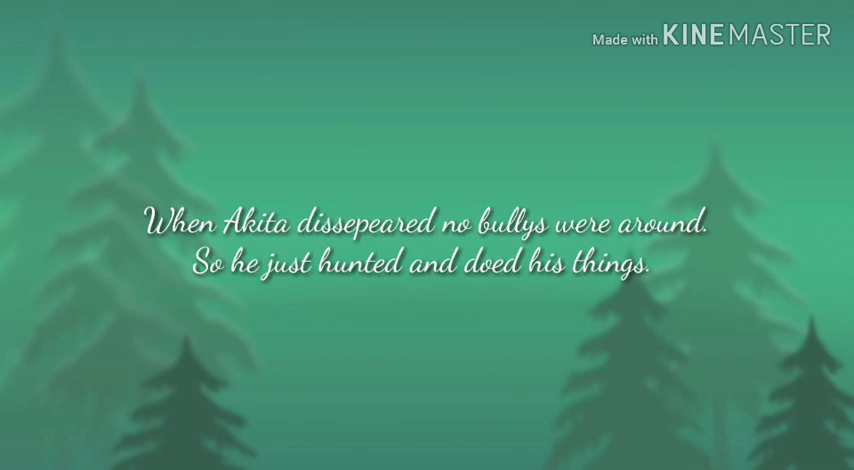 Made with KINEMASTER
When Akita dissepeared no bullys were around.
So he just hunted and doed his things.